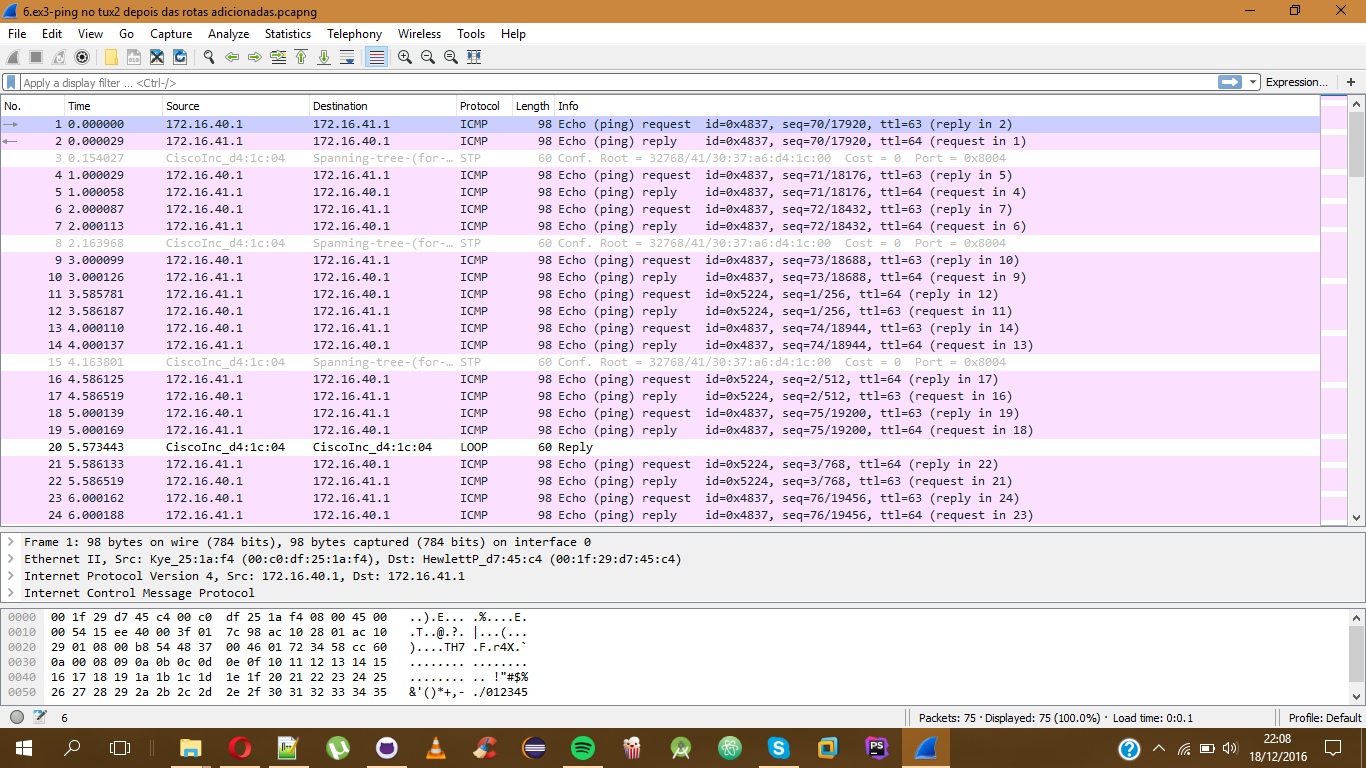 6.ex3-ping no tux2 depois das rotas adicionadas.pcapng
File Edit View Go Capture Analyze Statistics Telephony Wireless Tools Help
Apply a display filter ... <Ctrl-/> Expression... +
No. Time Source Destination Protocol Length Info
1 0.000000 172.16.40.1 172.16.41.1 ICMP 98 Echo (ping) request id=0x4837, seq=70/17920, ttl=63 (reply in 2)
2 0.000029 172.16.41.1 172.16.40.1 ICMP 98 Echo (ping) reply id=0x4837, seq=70/17920, ttl=64 (request in 1)
3 0.154027 CiscoInc_d4:1c:04 Spanning-tree-(for-… STP 60 Conf. Root = 32768/41/30:37:a6:d4:1c:00 Cost = 0 Port = 0x8004
4 1.000029 172.16.40.1 172.16.41.1 ICMP 98 Echo (ping) request id=0x4837, seq=71/18176, ttl=63 (reply in 5)
5 1.000058 172.16.41.1 172.16.40.1 ICMP 98 Echo (ping) reply id=0x4837, seq=71/18176, ttl=64 (request in 4)
6 2.000087 172.16.40.1 172.16.41.1 ICMP 98 Echo (ping) request id=0x4837, seq=72/18432, ttl=63 (reply in 7)
7 2.000113 172.16.41.1 172.16.40.1 ICMP 98 Echo (ping) reply id=0x4837, seq=72/18432, ttl=64 (request in 6)
8 2.163968 CiscoInc_d4:1c:04 Spanning-tree-(for-… STP 60 Conf. Root = 32768/41/30:37:a6:d4:1c:00 Cost = 0 Port = 0x8004
9 3.000099 172.16.40.1 172.16.41.1 ICMP 98 Echo (ping) request id=0x4837, seq=73/18688, ttl=63 (reply in 10)
10 3.000126 172.16.41.1 172.16.40.1 ICMP 98 Echo (ping) reply id=0x4837, seq=73/18688, ttl=64 (request in 9)
11 3.585781 172.16.41.1 172.16.40.1 ICMP 98 Echo (ping) request id=0x5224, seq=1/256, ttl=64 (reply in 12)
12 3.586187 172.16.40.1 172.16.41.1 ICMP 98 Echo (ping) reply id=0x5224, seq=1/256, ttl=63 (request in 11)
13 4.000110 172.16.40.1 172.16.41.1 ICMP 98 Echo (ping) request id=0x4837, seq=74/18944, ttl=63 (reply in 14)
14 4.000137 172.16.41.1 172.16.40.1 ICMP 98 Echo (ping) reply id=0x4837, seq=74/18944, ttl=64 (request in 13)
15 4.163801 CiscoInc_d4:1c:04 Spanning-tree-(for-… STP 60 Conf. Root = 32768/41/30:37:a6:d4:1c:00 Cost = 0 Port = 0x8004
16 4.586125 172.16.41.1 172.16.40.1 ICMP 98 Echo (ping) request id=0x5224, seq=2/512, ttl=64 (reply in 17)
17 4.586519 172.16.40.1 172.16.41.1 ICMP 98 Echo (ping) reply id=0x5224, seq=2/512, ttl=63 (request in 16)
18 5.000139 172.16.40.1 172.16.41.1 ICMP 98 Echo (ping) request id=0x4837, seq=75/19200, ttl=63 (reply in 19)
19 5.000169 172.16.41.1 172.16.40.1 ICMP 98 Echo (ping) reply id=0x4837, seq=75/19200, ttl=64 (request in 18)
20 5.573443 CiscoInc_d4:1c:04 CiscoInc_d4:1c:04 LOOP 60 Reply
21 5.586133 172.16.41.1 172.16.40.1 ICMP 98 Echo (ping) request id=0x5224, seq=3/768, ttl=64 (reply in 22)
22 5.586519 172.16.40.1 172.16.41.1 ICMP 98 Echo (ping) reply id=0x5224, seq=3/768, ttl=63 (request in 21)
23 6.000162 172.16.40.1 172.16.41.1 ICMP 98 Echo (ping) request id=0x4837, seq=76/19456, ttl=63 (reply in 24)
24 6.000188 172.16.41.1 172.16.40.1 ICMP 98 Echo (ping) reply id=0x4837, seq=76/19456, ttl=64 (request in 23)
Frame 1: 98 bytes on wire (784 bits), 98 bytes captured (784 bits) on interface 0
Ethernet II, Src: Kye_25:1a:f4 (00:c0:df:25:1a:f4), Dst: HewlettP_d7:45:c4 (00:1f:29:d7:45:c4)
Internet Protocol Version 4, Src: 172.16.40.1, Dst: 172.16.41.1
Internet Control Message Protocol
0000 00 1f 29 d7 45 c4 00 c0 df 25 1a f4 08 00 45 00 ..).E... .%....E.
0010 00 54 15 ee 40 00 3f 01 7c 98 ac 10 28 01 ac 10 .T..@.?. |...(...
0020 29 01 08 00 b8 54 48 37 00 46 01 72 34 58 cc 60 )....TH7 .F.r4X.`
0030 0a 00 08 09 0a 0b 0c 0d 0e 0f 10 11 12 13 14 15 ........ ........
0040 16 17 18 19 1a 1b 1c 1d 1e 1f 20 21 22 23 24 25 ........ .. !"#$%
0050 26 27 28 29 2a 2b 2c 2d 2e 2f 30 31 32 33 34 35 &'()*+,- ./012345
6 Packets: 75 · Displayed: 75 (100.0%) · Load time: 0:0.1 Profile: Default
22:08
18/12/2016